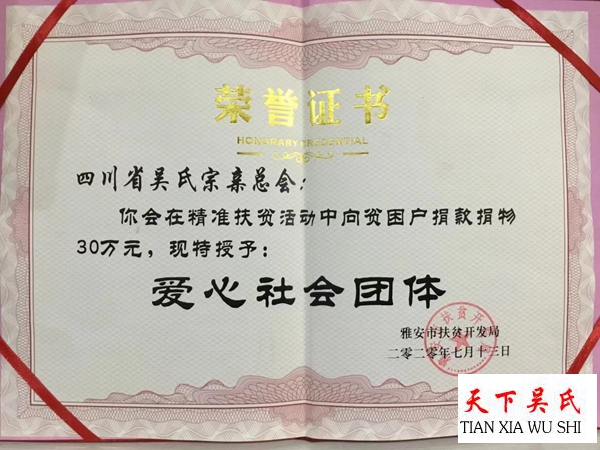 荣誉证书
HONORARY CREDENTIAL
四川省吴氏宗亲总会：
你会在精准扶贫活动中向贫困户捐款捐物
30万元，现特授予：
爱心社会团体
雅安市扶贫开发局
二零二零年七月十三日
天下吴氏
TIAN XIA WU SHI